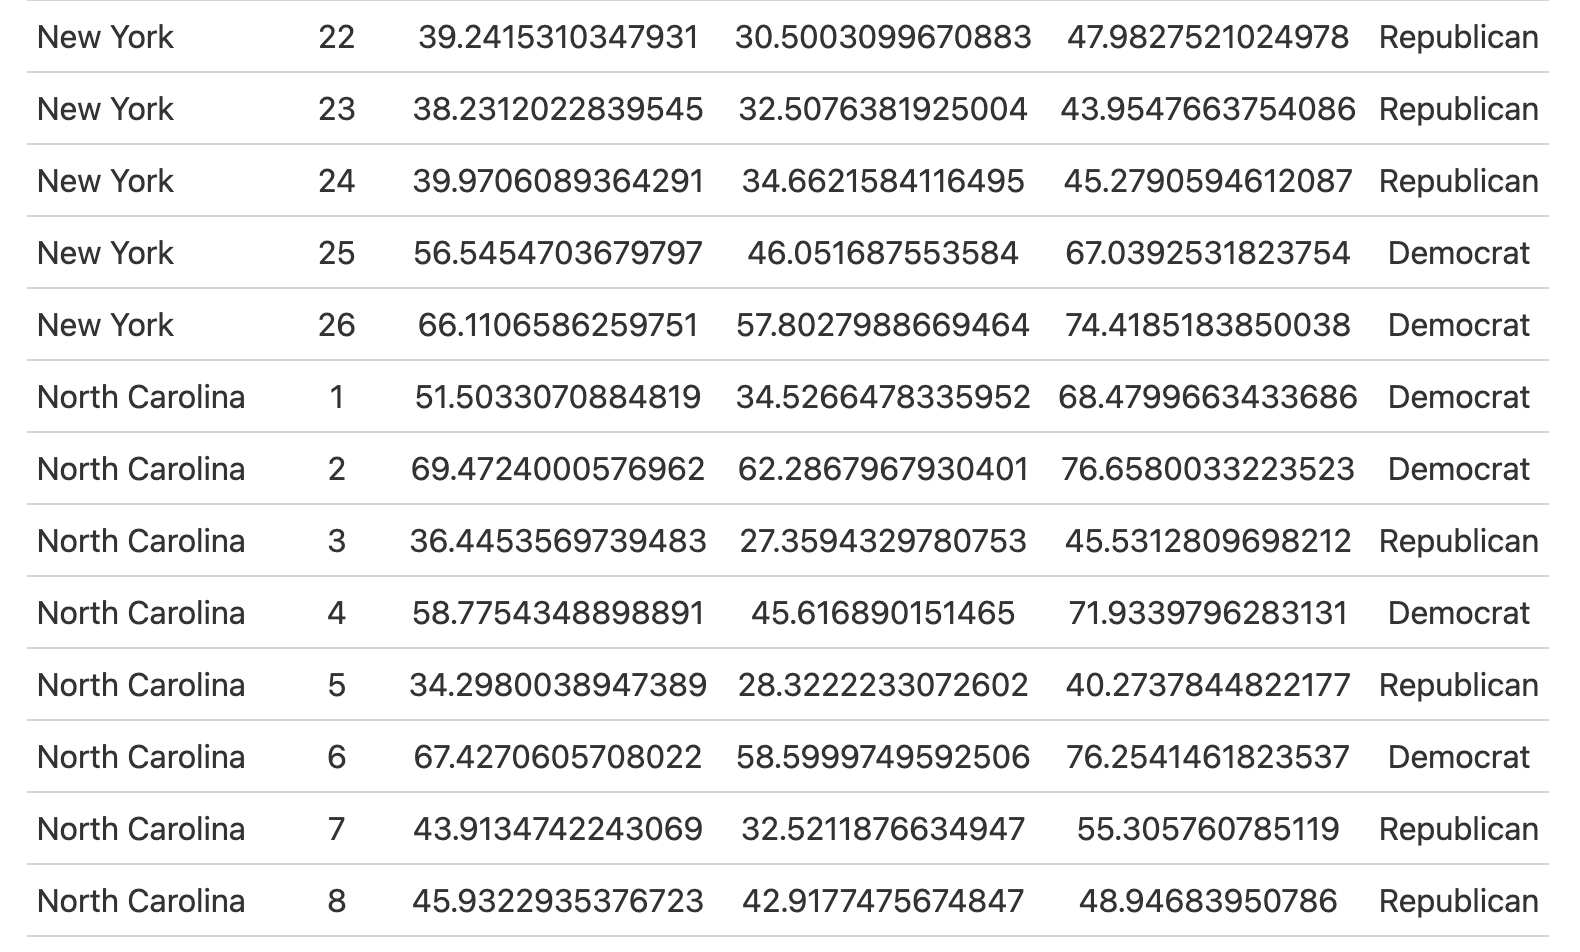 New York 22 39.2415310347931 30.5003099670883 47.9827521024978 Republican
New York 23 38.2312022839545 32.5076381925004 43.9547663754086 Republican
New York 24 39.9706089364291 34.6621584116495 45.2790594612087 Republican
New York 25 56.5454703679797 46.051687553584 67.0392531823754 Democrat
New York 26 66.1106586259751 57.8027988669464 74.4185183850038 Democrat
North Carolina 1 51.5033070884819 34.5266478335952 68.4799663433686 Democrat
North Carolina 2 69.4724000576962 62.2867967930401 76.6580033223523 Democrat
North Carolina 3 36.4453569739483 27.3594329780753 45.5312809698212 Republican
North Carolina 4 58.7754348898891 45.616890151465 71.9339796283131 Democrat
North Carolina 5 34.2980038947389 28.3222233072602 40.2737844822177 Republican
North Carolina 6 67.4270605708022 58.5999749592506 76.2541461823537 Democrat
North Carolina 7 43.9134742243069 32.5211876634947 55.305760785119 Republican
North Carolina 8 45.9322935376723 42.9177475674847 48.94683950786 Republican